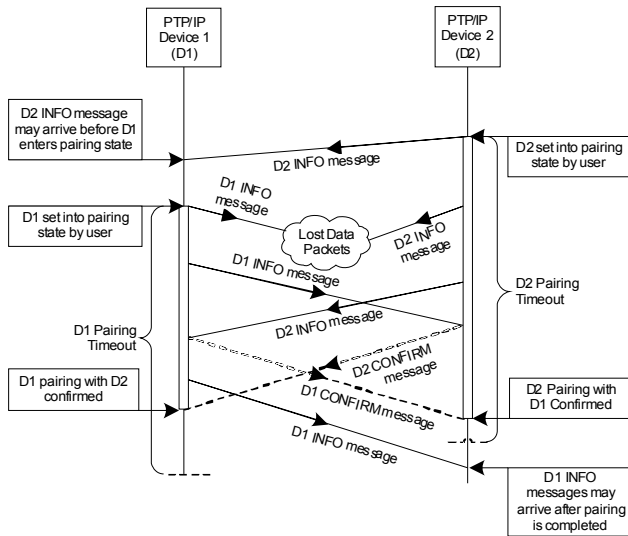 PTP/IP
Device 1
(D1)
PTP/IP
Device 2
(D2)
D2 INFO message
may arrive before D1
enters pairing state
D2 set into pairing
state by user
D2 INFO message
D1 INFO
message
D1 set into pairing
state by user
Lost Data
Packets
D2 INFO
message
D1 INFO message
D2 Pairing
Timeout
D2 INFO message
D1 Pairing
Timeout
D2 CONFIRM
message
D1 pairing with D2
confirmed
D1 CONFIRM message
D2 Pairing with
D1 Confirmed
D1 INFO message
D1 INFO
messages may
arrive after pairing
is completed